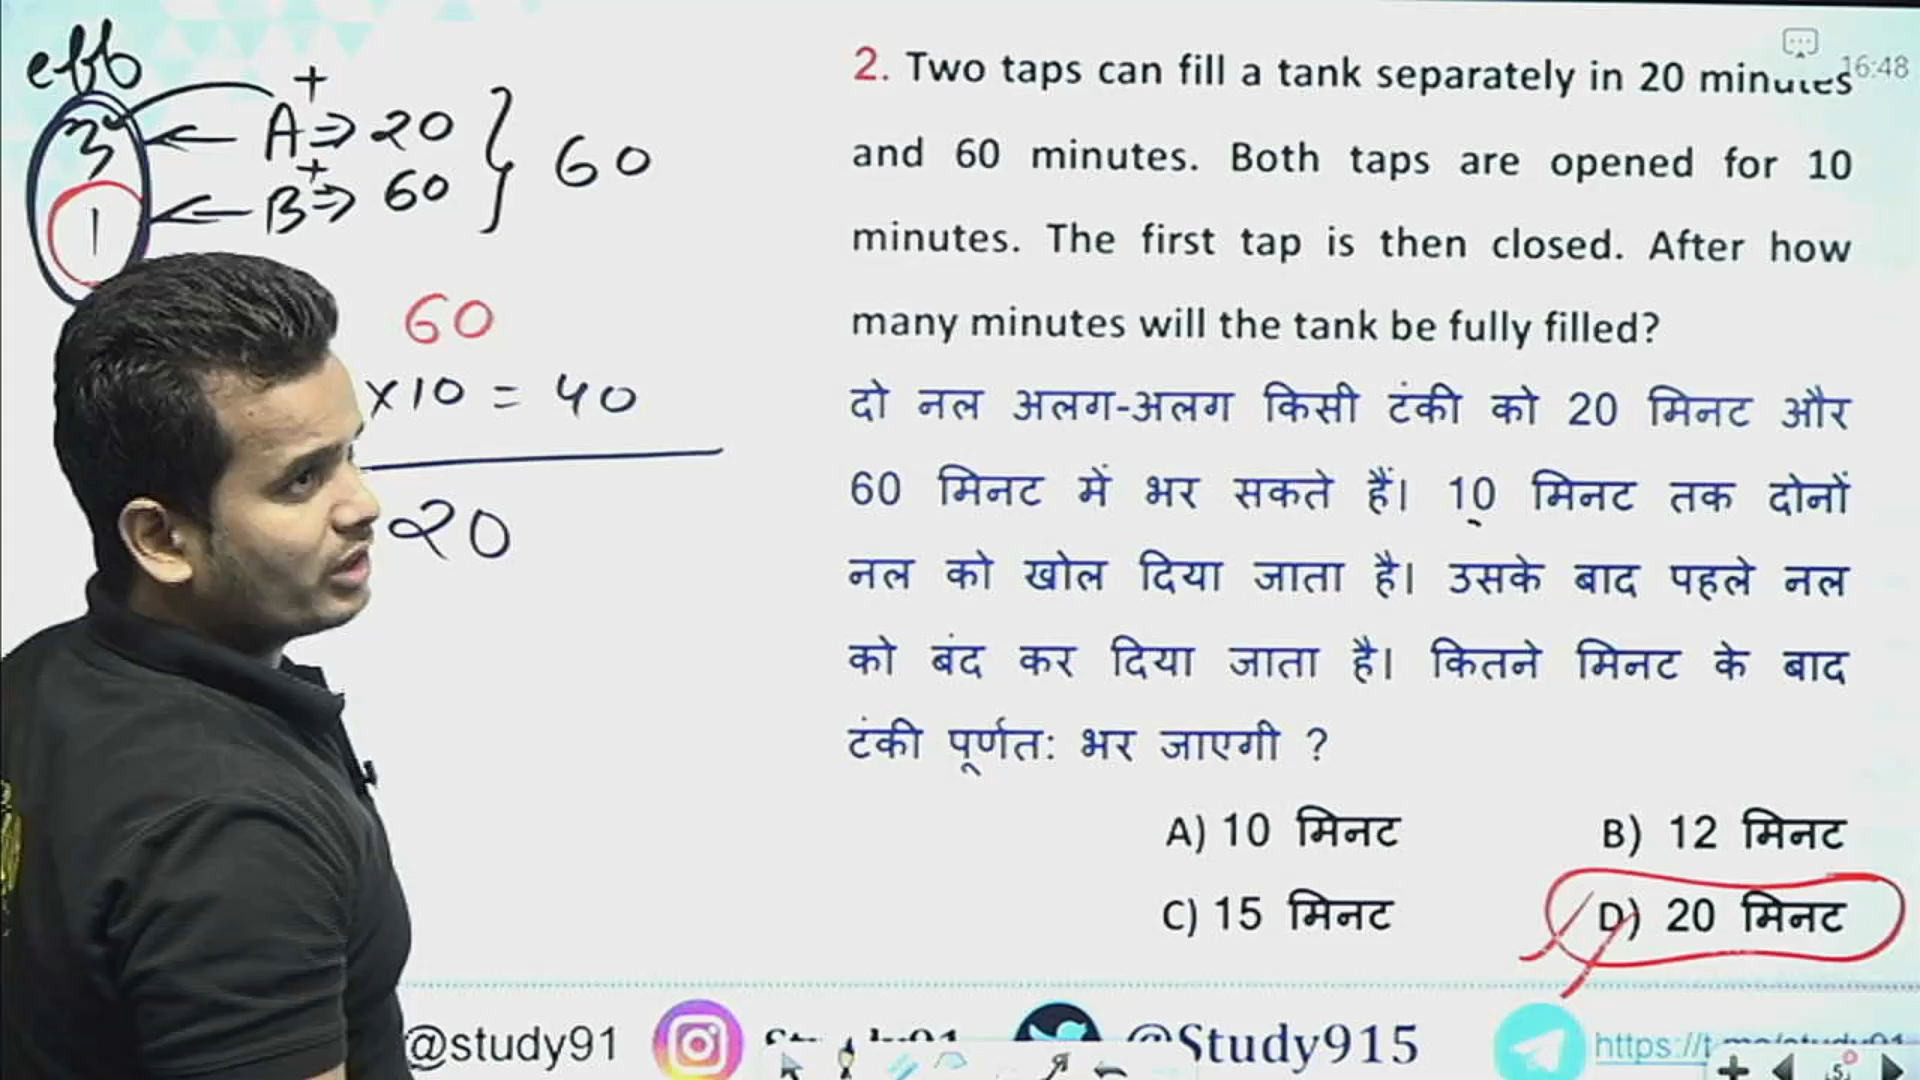 eff
+
3 A ⇒ 20
+
1 B ⇒ 60
} 60
60
×10 = 40
20
16:48
2. Two taps can fill a tank separately in 20 minutes
and 60 minutes. Both taps are opened for 10
minutes. The first tap is then closed. After how
many minutes will the tank be fully filled?
दो नल अलग-अलग किसी टंकी को 20 मिनट और
60 मिनट में भर सकते हैं। 10 मिनट तक दोनों
नल को खोल दिया जाता है। उसके बाद पहले नल
को बंद कर दिया जाता है। कितने मिनट के बाद
टंकी पूर्णत: भर जाएगी ?
A) 10 मिनट B) 12 मिनट
C) 15 मिनट D) 20 मिनट
@study91 @Study915 https://t
5